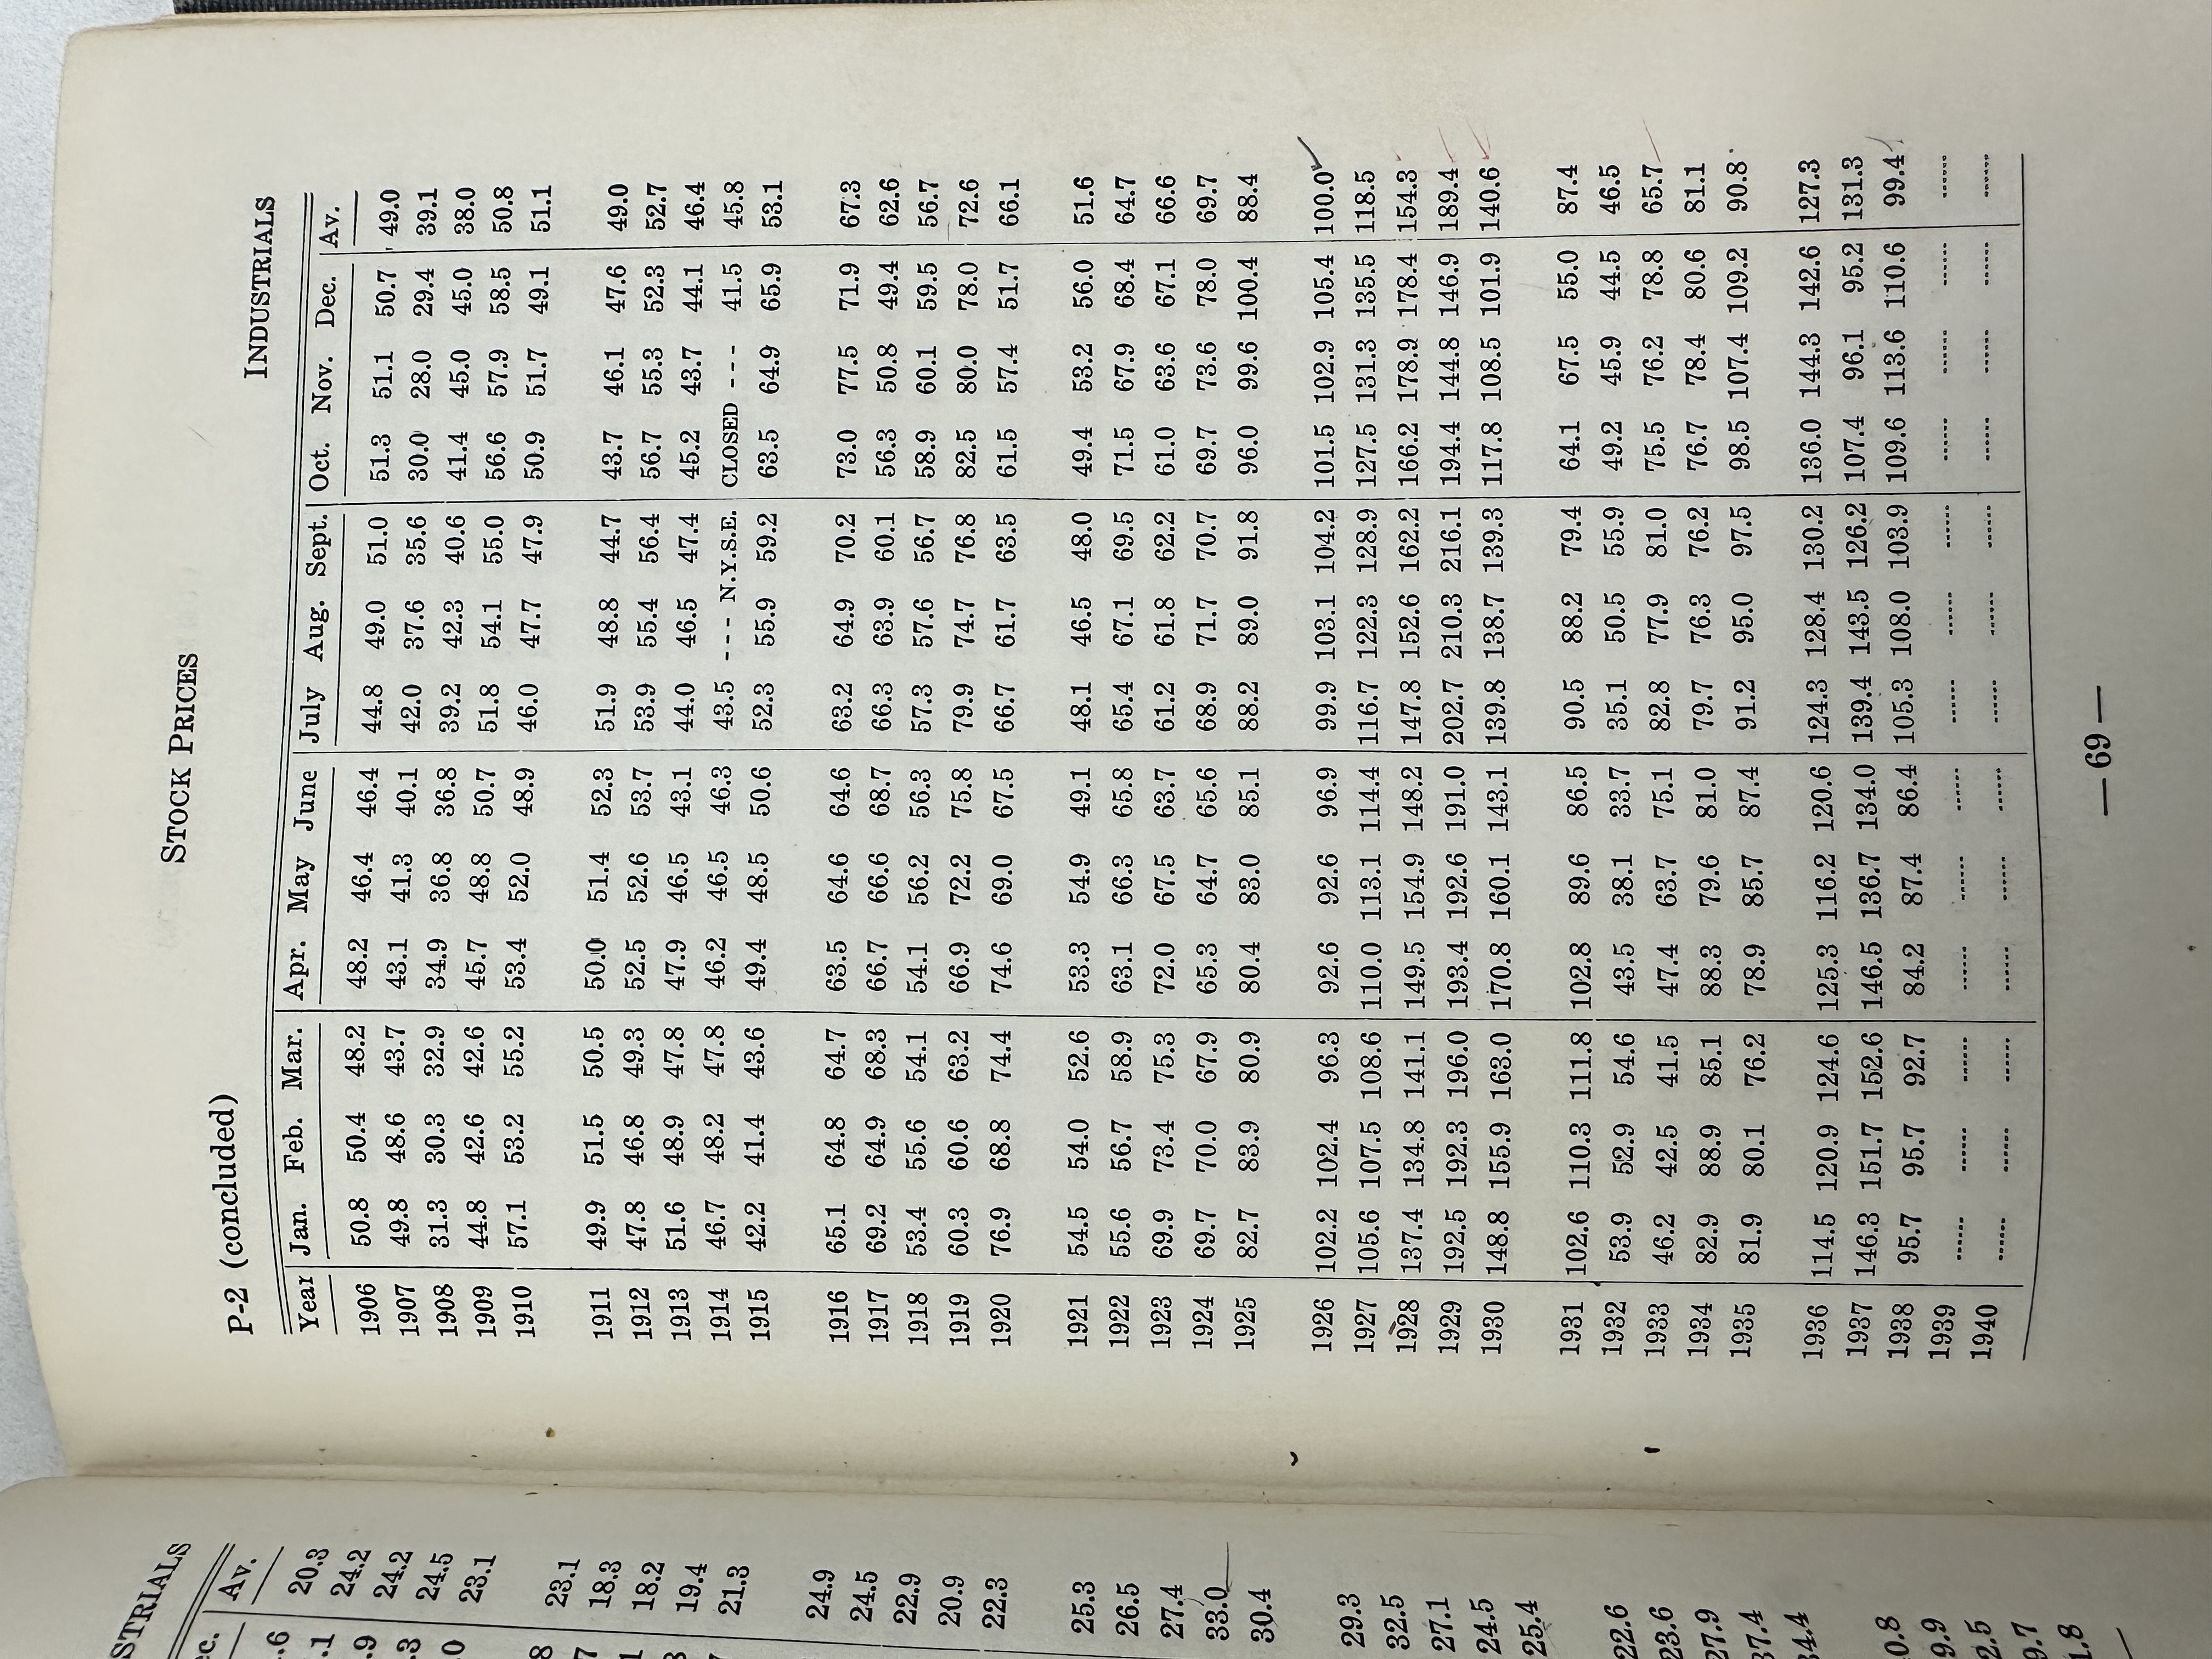 STRIALS
Av.
20.3
24.2
24.2
24.5
23.1
23.1
18.3
18.2
19.4
21.3
24.9
24.5
22.9
20.9
22.3
25.3
26.5
27.4
33.0
30.4
29.3
32.5
27.1
24.5
25.4
22.6
23.6
27.9
37.4
34.4
STOCK PRICES
P-2 (concluded)
INDUSTRIALS
Year Jan. Feb. Mar. Apr. May June July Aug. Sept. Oct. Nov. Dec. Av.
1906 50.8 50.4 48.2 48.2 46.4 46.4 44.8 49.0 51.0 51.3 51.1 50.7 49.0
1907 49.8 48.6 43.7 43.1 41.3 40.1 42.0 37.6 35.6 30.0 28.0 29.4 39.1
1908 31.3 30.3 32.9 34.9 36.8 36.8 39.2 42.3 40.6 41.4 45.0 45.0 38.0
1909 44.8 42.6 42.6 45.7 48.8 50.7 51.8 54.1 55.0 56.6 57.9 58.5 50.8
1910 57.1 53.2 55.2 53.4 52.0 48.9 46.0 47.7 47.9 50.9 51.7 49.1 51.1
1911 49.9 51.5 50.5 50.0 51.4 52.3 51.9 48.8 44.7 43.7 46.1 47.6 49.0
1912 47.8 46.8 49.3 52.5 52.6 53.7 53.9 55.4 56.4 56.7 55.3 52.3 52.7
1913 51.6 48.9 47.8 47.9 46.5 43.1 44.0 46.5 47.4 45.2 43.7 44.1 46.4
1914 46.7 48.2 47.8 46.2 46.5 46.3 43.5 - - - N.Y.S.E. CLOSED - - - 41.5 45.8
1915 42.2 41.4 43.6 49.4 48.5 50.6 52.3 55.9 59.2 63.5 64.9 65.9 53.1
1916 65.1 64.8 64.7 63.5 64.6 64.6 63.2 64.9 70.2 73.0 77.5 71.9 67.3
1917 69.2 64.9 68.3 66.7 66.6 68.7 66.3 63.9 60.1 56.3 50.8 49.4 62.6
1918 53.4 55.6 54.1 54.1 56.2 56.3 57.3 57.6 56.7 58.9 60.1 59.5 56.7
1919 60.3 60.6 63.2 66.9 72.2 75.8 79.9 74.7 76.8 82.5 80.0 78.0 72.6
1920 76.9 68.8 74.4 74.6 69.0 67.5 66.7 61.7 63.5 61.5 57.4 51.7 66.1
1921 54.5 54.0 52.6 53.3 54.9 49.1 48.1 46.5 48.0 49.4 53.2 56.0 51.6
1922 55.6 56.7 58.9 63.1 66.3 65.8 65.4 67.1 69.5 71.5 67.9 68.4 64.7
1923 69.9 73.4 75.3 72.0 67.5 63.7 61.2 61.8 62.2 61.0 63.6 67.1 66.6
1924 69.7 70.0 67.9 65.3 64.7 65.6 68.9 71.7 70.7 69.7 73.6 78.0 69.7
1925 82.7 83.9 80.9 80.4 83.0 85.1 88.2 89.0 91.8 96.0 99.6 100.4 88.4
1926 102.2 102.4 96.3 92.6 92.6 96.9 99.9 103.1 104.2 101.5 102.9 105.4 100.0
1927 105.6 107.5 108.6 110.0 113.1 114.4 116.7 122.3 128.9 127.5 131.3 135.5 118.5
1928 137.4 134.8 141.1 149.5 154.9 148.2 147.8 152.6 162.2 166.2 178.9 178.4 154.3
1929 192.5 192.3 196.0 193.4 192.6 191.0 202.7 210.3 216.1 194.4 144.8 146.9 189.4
1930 148.8 155.9 163.0 170.8 160.1 143.1 139.8 138.7 139.3 117.8 108.5 101.9 140.6
1931 102.6 110.3 111.8 102.8 89.6 86.5 90.5 88.2 79.4 64.1 67.5 55.0 87.4
1932 53.9 52.9 54.6 43.5 38.1 33.7 35.1 50.5 55.9 49.2 45.9 44.5 46.5
1933 46.2 42.5 41.5 47.4 63.7 75.1 82.8 77.9 81.0 75.5 76.2 78.8 65.7
1934 82.9 88.9 85.1 88.3 79.6 81.0 79.7 76.3 76.2 76.7 78.4 80.6 81.1
1935 81.9 80.1 76.2 78.9 85.7 87.4 91.2 95.0 97.5 98.5 107.4 109.2 90.8
1936 114.5 120.9 124.6 125.3 116.2 120.6 124.3 128.4 130.2 136.0 144.3 142.6 127.3
1937 146.3 151.7 152.6 146.5 136.7 134.0 139.4 143.5 126.2 107.4 96.1 95.2 131.3
1938 95.7 95.7 92.7 84.2 87.4 86.4 105.3 108.0 103.9 109.6 113.6 110.6 99.4
1939 ...... ...... ...... ...... ...... ...... ...... ...... ...... ...... ...... ...... ......
1940 ...... ...... ...... ...... ...... ...... ...... ...... ...... ...... ...... ...... ......
— 69 —